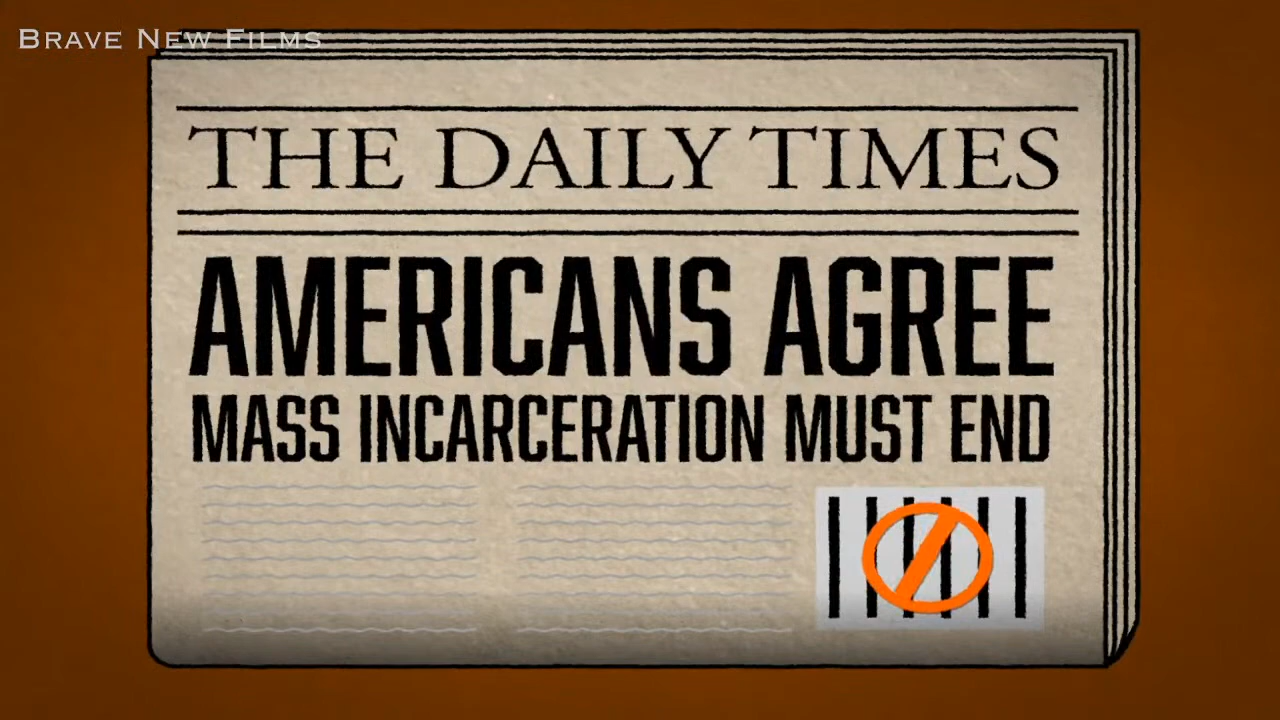 Brave New Films
THE DAILY TIMES
AMERICANS AGREE
MASS INCARCERATION MUST END